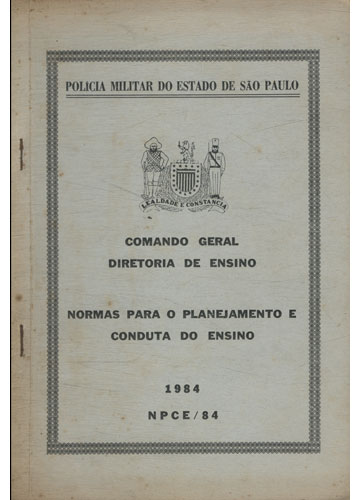 POLICIA MILITAR DO ESTADO DE SÃO PAULO
LEALDADE E CONSTANCIA
COMANDO GERAL
DIRETORIA DE ENSINO
NORMAS PARA O PLANEJAMENTO E
CONDUTA DO ENSINO
1984
NPCE/84